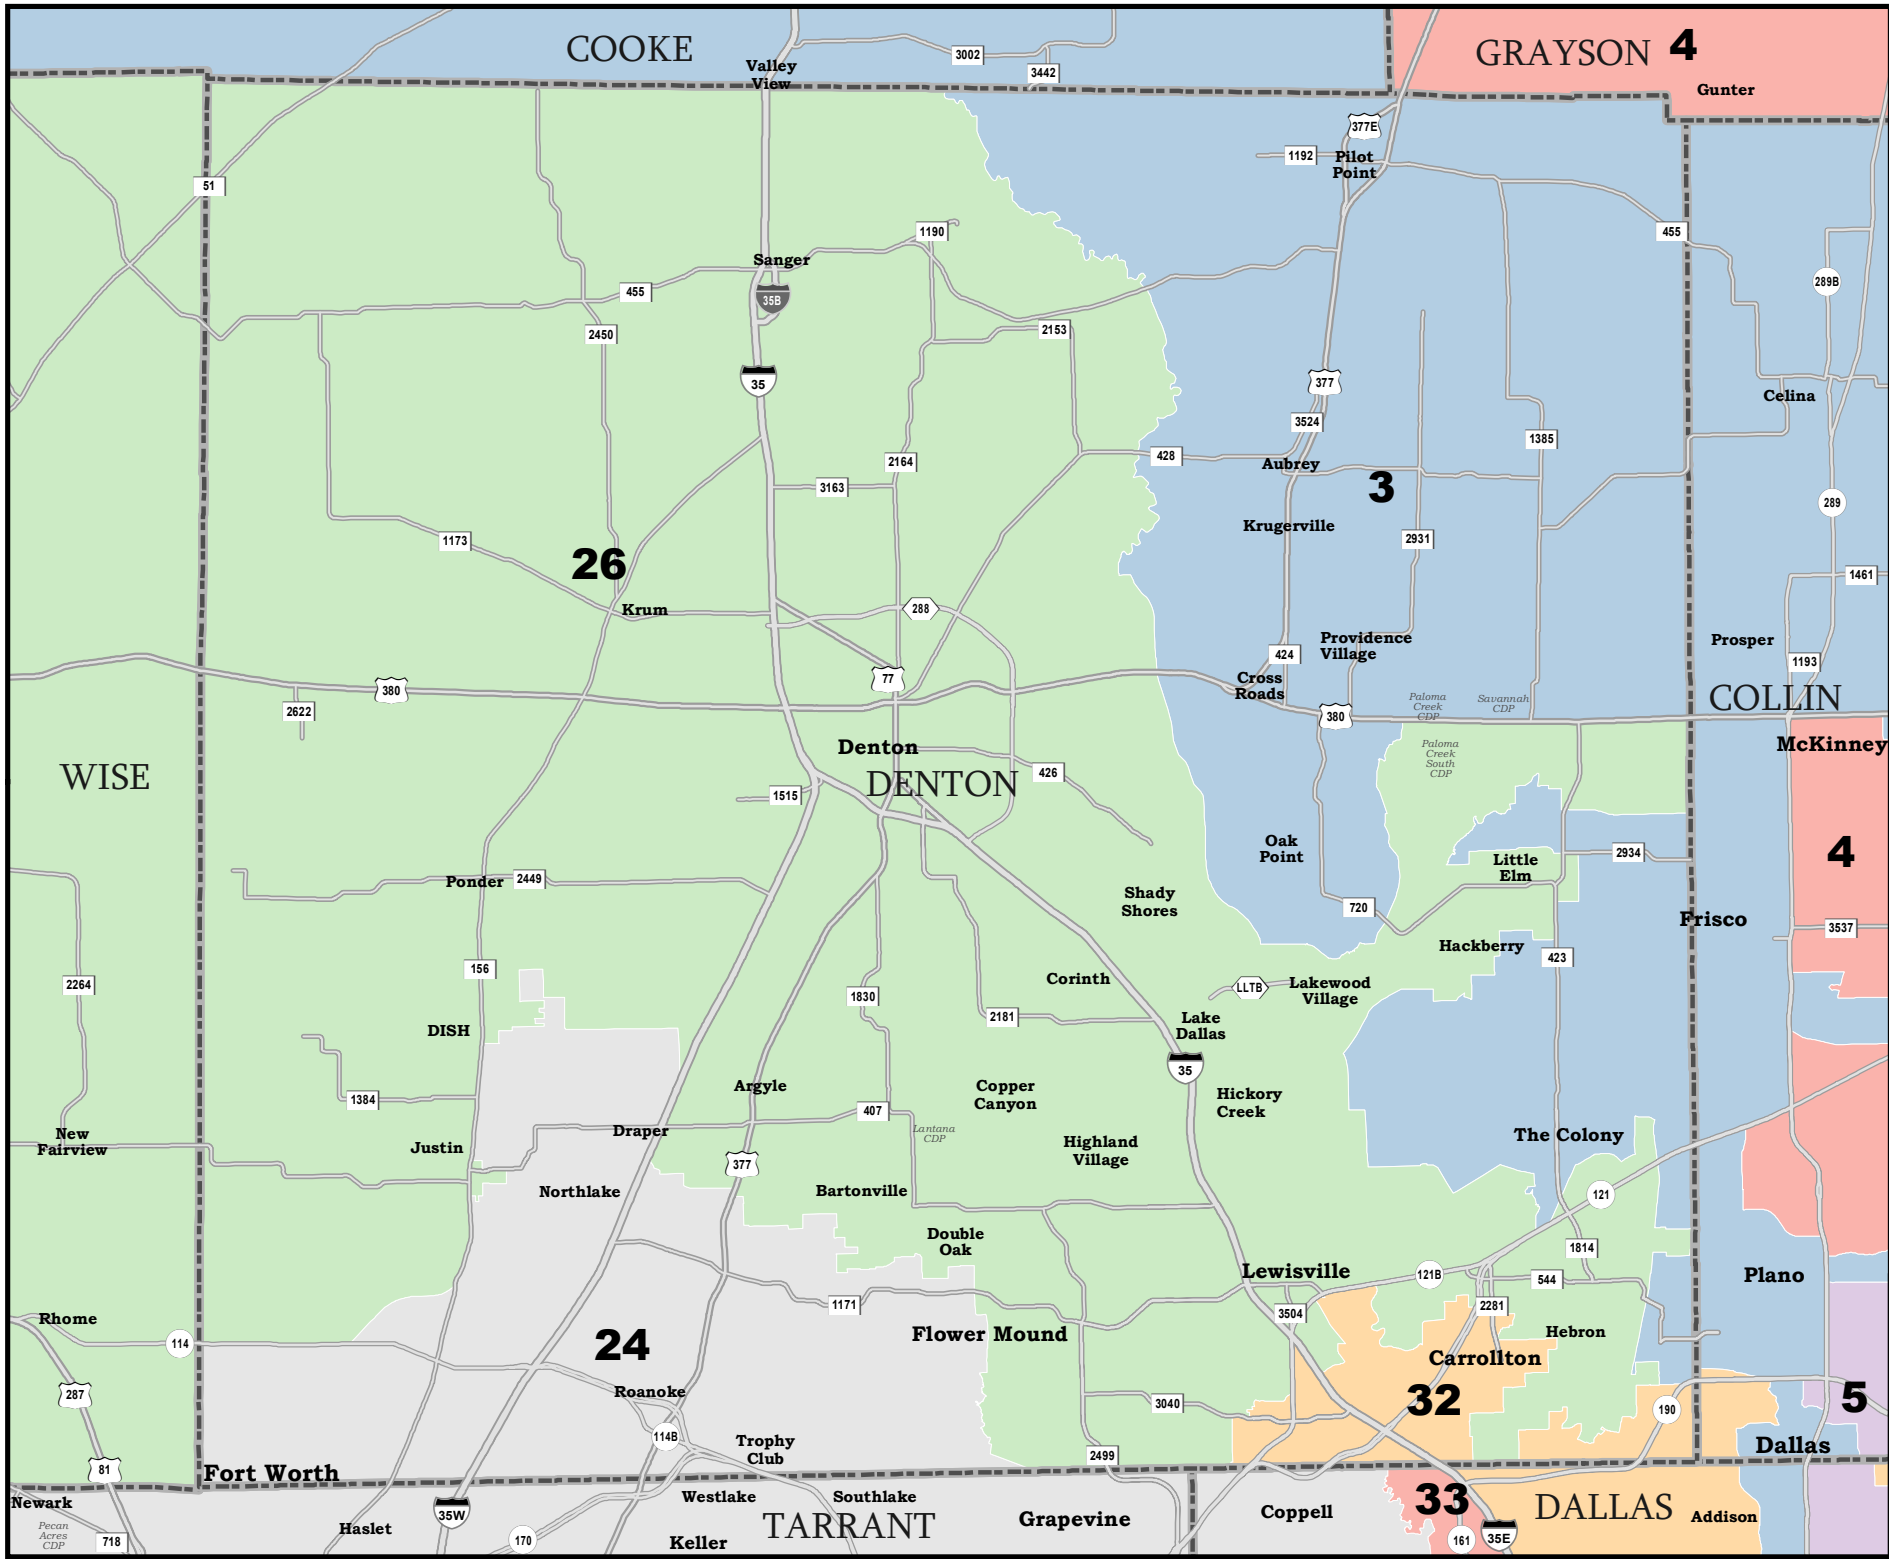 COOKE
GRAYSON 4
3002
Valley
View
3442
Gunter
377E
1192
Pilot
Point
51
1190
455
Sanger
289B
455
35B
2153
2450
35
377
Celina
3524
1385
428
2164
Aubrey
3163
3
289
Krugerville
1173
2931
26
1461
Krum
288
Providence
Village
Prosper
424
1193
77
Cross
Roads
380
Paloma
Creek
CDP
Savannah
CDP
COLLIN
2622
380
McKinney
Denton
Paloma
Creek
South
CDP
WISE
DENTON
426
1515
Oak
Point
2934
4
Little
Elm
Ponder
2449
Shady
Shores
720
Frisco
3537
Hackberry
423
156
Corinth
2264
LLTB
Lakewood
Village
1830
2181
Lake
Dallas
DISH
35
Argyle
Copper
Canyon
Hickory
Creek
1384
407
Draper
Lantana
CDP
New
Fairview
The Colony
Justin
Highland
Village
377
Northlake
Bartonville
121
Double
Oak
1814
Lewisville
121B
544
Plano
1171
2281
3504
Rhome
Flower Mound
Hebron
114
24
Carrollton
287
Roanoke
32
5
3040
190
114B
Trophy
Club
2499
Dallas
81
Fort Worth
Newark
Westlake
Southlake
33
DALLAS
35W
Grapevine
Coppell
Addison
Pecan
Acres
CDP
718
Haslet
170
Keller
TARRANT
161
35E